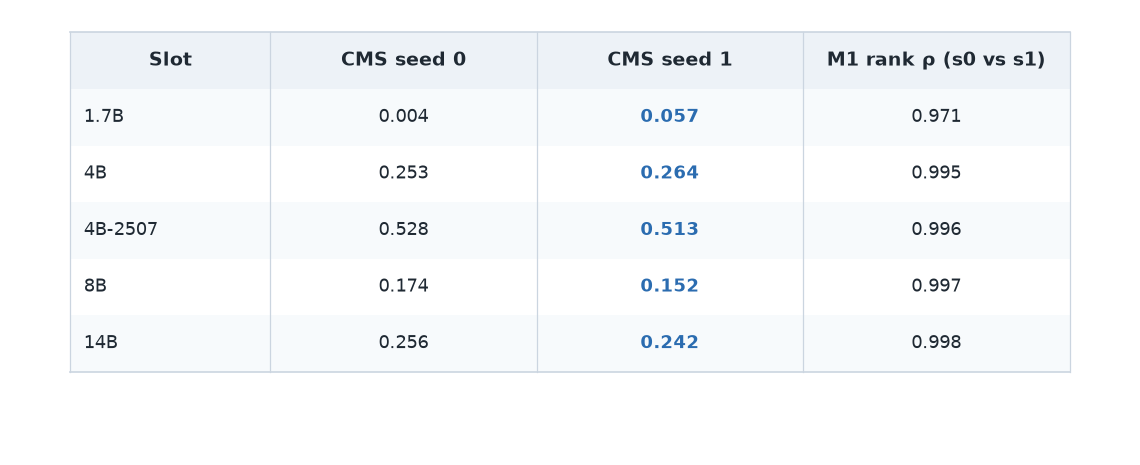 Slot CMS seed 0 CMS seed 1 M1 rank ρ (s0 vs s1)
1.7B 0.004 0.057 0.971
4B 0.253 0.264 0.995
4B-2507 0.528 0.513 0.996
8B 0.174 0.152 0.997
14B 0.256 0.242 0.998